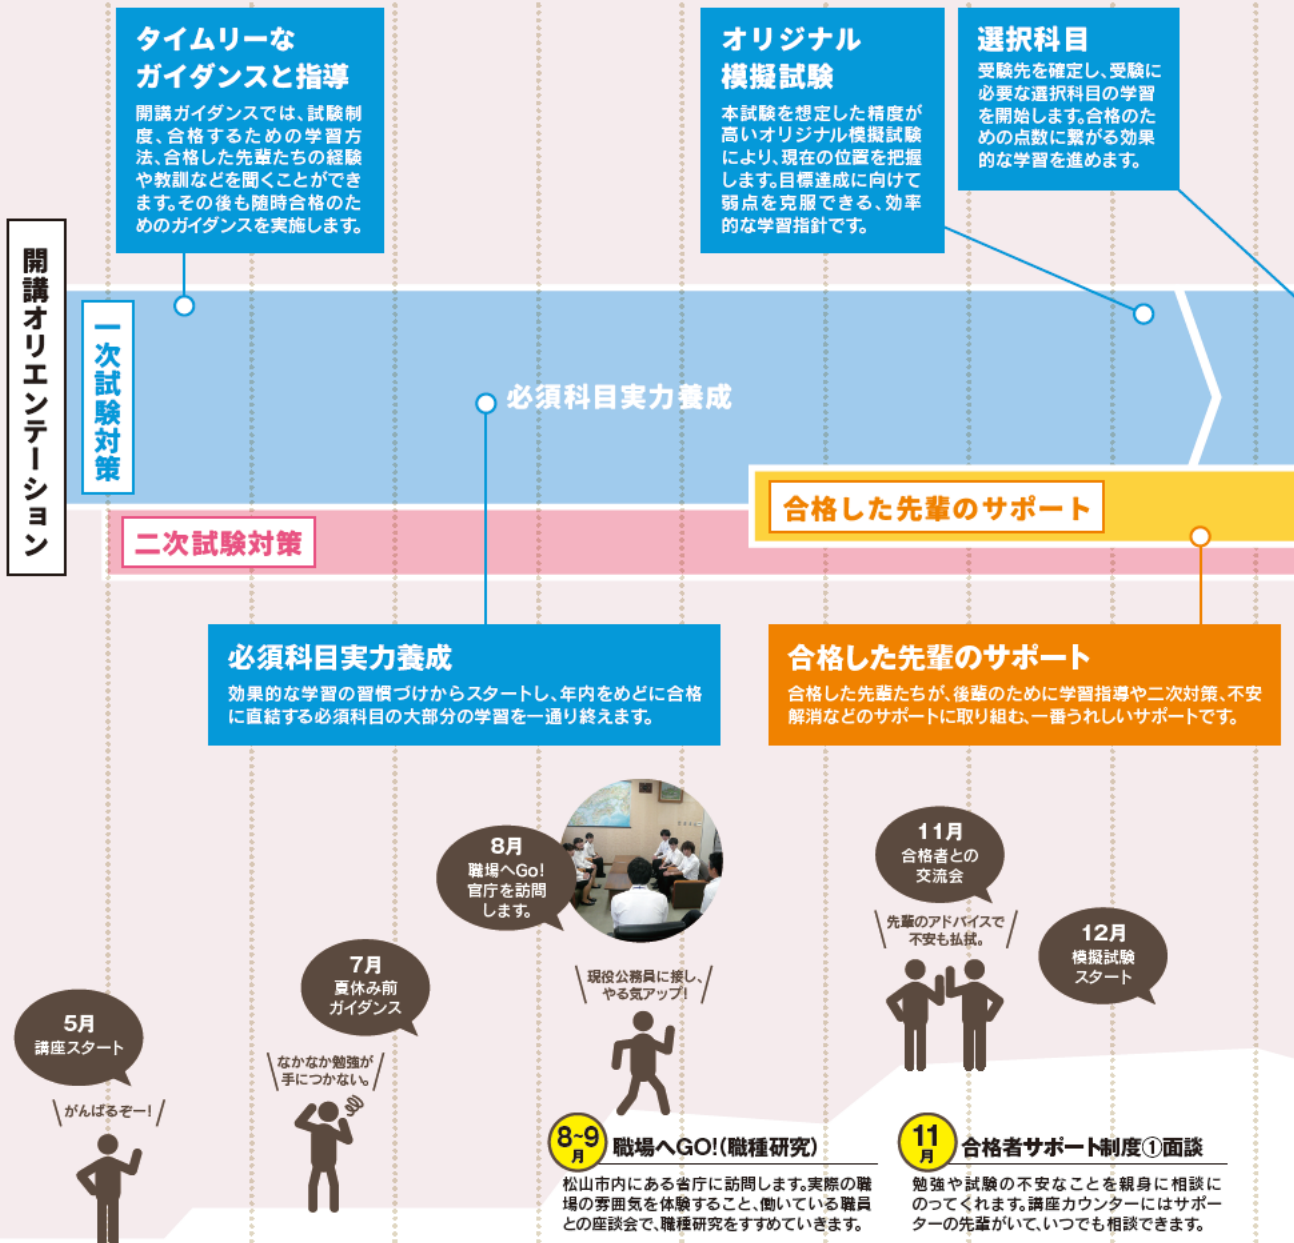 タイムリーな
ガイダンスと指導
開講ガイダンスでは、試験制
度、合格するための学習方
法、合格した先輩たちの経験
や教訓などを聞くことができ
ます。その後も随時合格のた
めのガイダンスを実施します。
オリジナル
模擬試験
本試験を想定した精度が
高いオリジナル模擬試験
により、現在の位置を把握
します。目標達成に向けて
弱点を克服できる、効率
的な学習指針です。
選択科目
受験先を確定し、受験に
必要な選択科目の学習
を開始します。合格のた
めの点数に繋がる効果
的な学習を進めます。
開講オリエンテーション
一次試験対策
必須科目実力養成
合格した先輩のサポート
二次試験対策
必須科目実力養成
効果的な学習の習慣づけからスタートし、年内をめどに合格
に直結する必須科目の大部分の学習を一通り終えます。
合格した先輩のサポート
合格した先輩たちが、後輩のために学習指導や二次対策、不安
解消などのサポートに取り組む、一番うれしいサポートです。
5月
講座スタート
がんばるぞー!
7月
夏休み前
ガイダンス
なかなか勉強が
手につかない。
8月
職場へGo!
官庁を訪問
します。
現役公務員に接し、
やる気アップ!
11月
合格者との
交流会
先輩のアドバイスで
不安も払拭。
12月
模擬試験
スタート
8~9月 職場へGO!(職種研究)
松山市内にある省庁に訪問します。実際の職
場の雰囲気を体験すること、働いている職員
との座談会で、職種研究をすすめていきます。
11月 合格者サポート制度①面談
勉強や試験の不安なことを親身に相談に
のってくれます。講座カウンターにはサポー
ターの先輩がいて、いつでも相談できます。